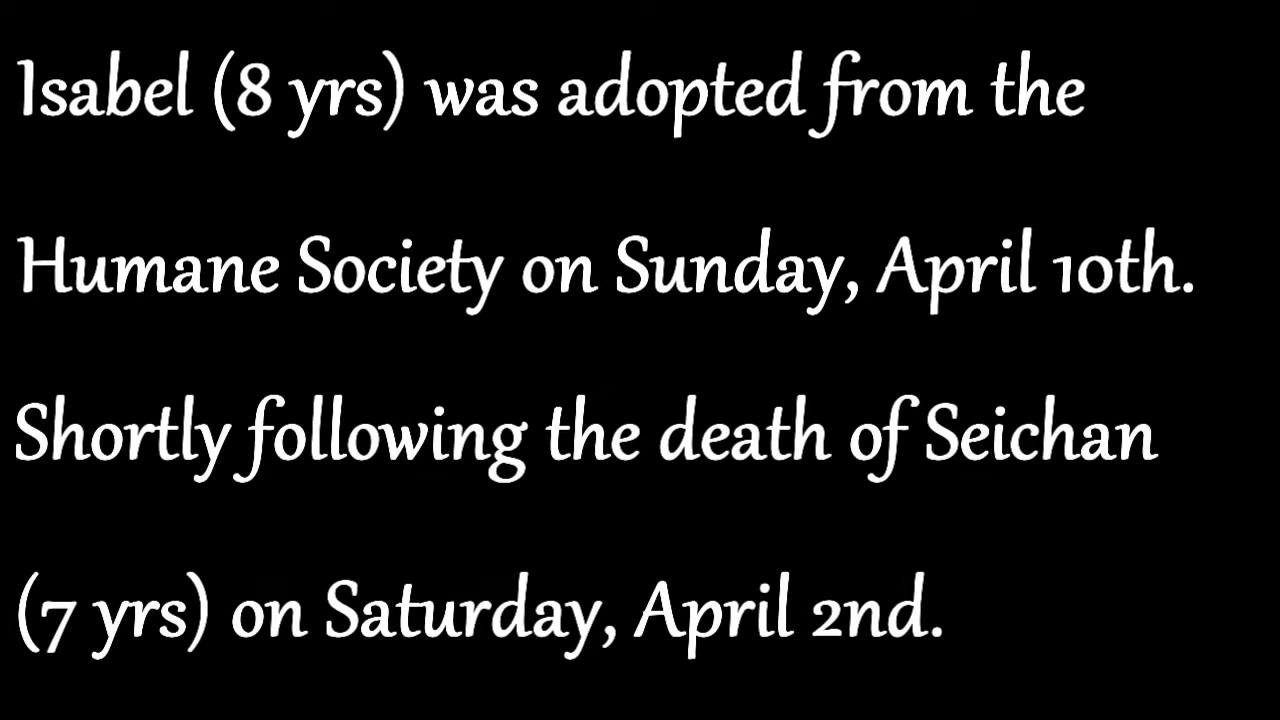 Isabel (8 yrs) was adopted from the
Humane Society on Sunday, April 10th.
Shortly following the death of Seichan
(7 yrs) on Saturday, April 2nd.